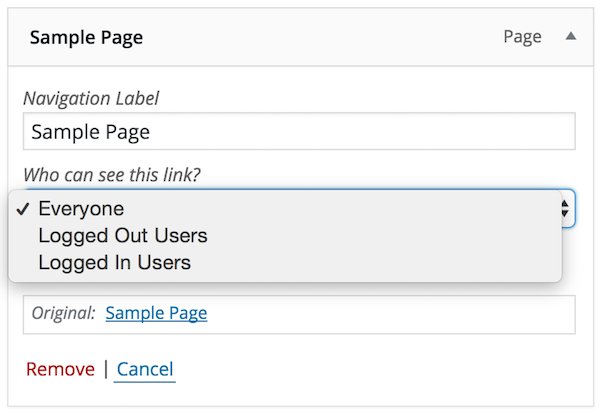 Sample Page Page
Navigation Label
Sample Page
Who can see this link?
Everyone
Logged Out Users
Logged In Users
Original: Sample Page
Remove | Cancel